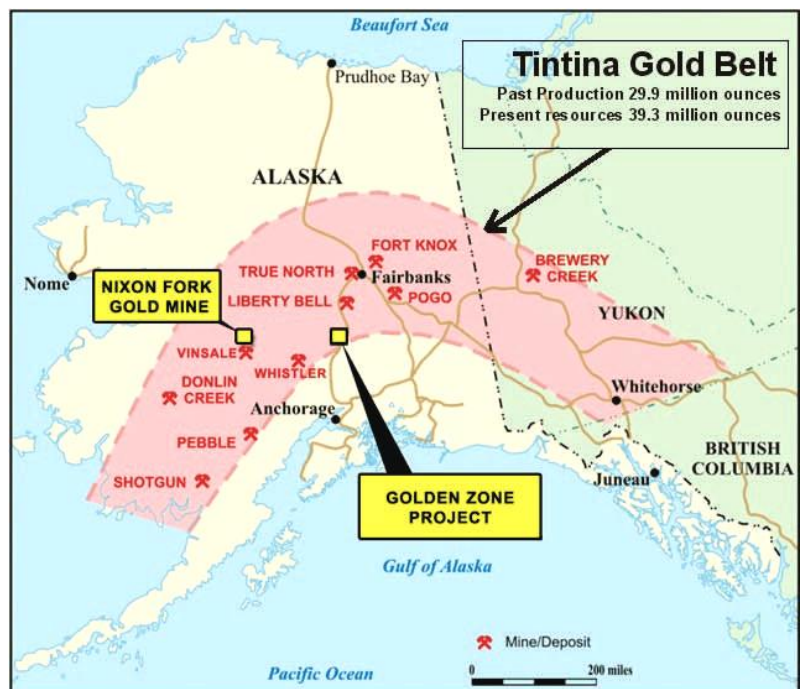 Beaufort Sea
Tintina Gold Belt
Past Production 29.9 million ounces
Present resources 39.3 million ounces
Prudhoe Bay
ALASKA
FORT KNOX
TRUE NORTH
Fairbanks
BREWERY
CREEK
Nome
NIXON FORK
GOLD MINE
LIBERTY BELL
POGO
YUKON
VINSALE
WHISTLER
DONLIN
CREEK
Whitehorse
Anchorage
PEBBLE
BRITISH
COLUMBIA
SHOTGUN
Juneau
GOLDEN ZONE
PROJECT
Gulf of Alaska
Mine/Deposit
Pacific Ocean
0 200 miles